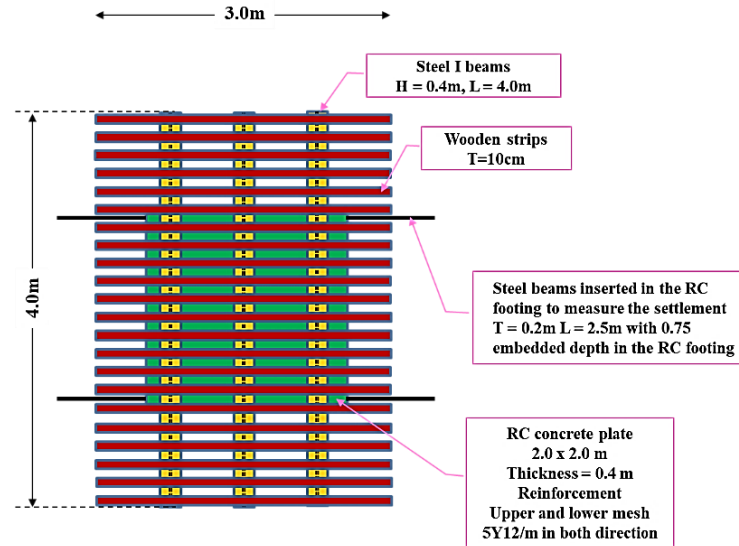 3.0m
Steel I beams
H = 0.4m, L = 4.0m
Wooden strips
T=10cm
4.0m
Steel beams inserted in the RC
footing to measure the settlement
T = 0.2m L = 2.5m with 0.75
embedded depth in the RC footing
RC concrete plate
2.0 x 2.0 m
Thickness = 0.4 m
Reinforcement
Upper and lower mesh
5Y12/m in both direction